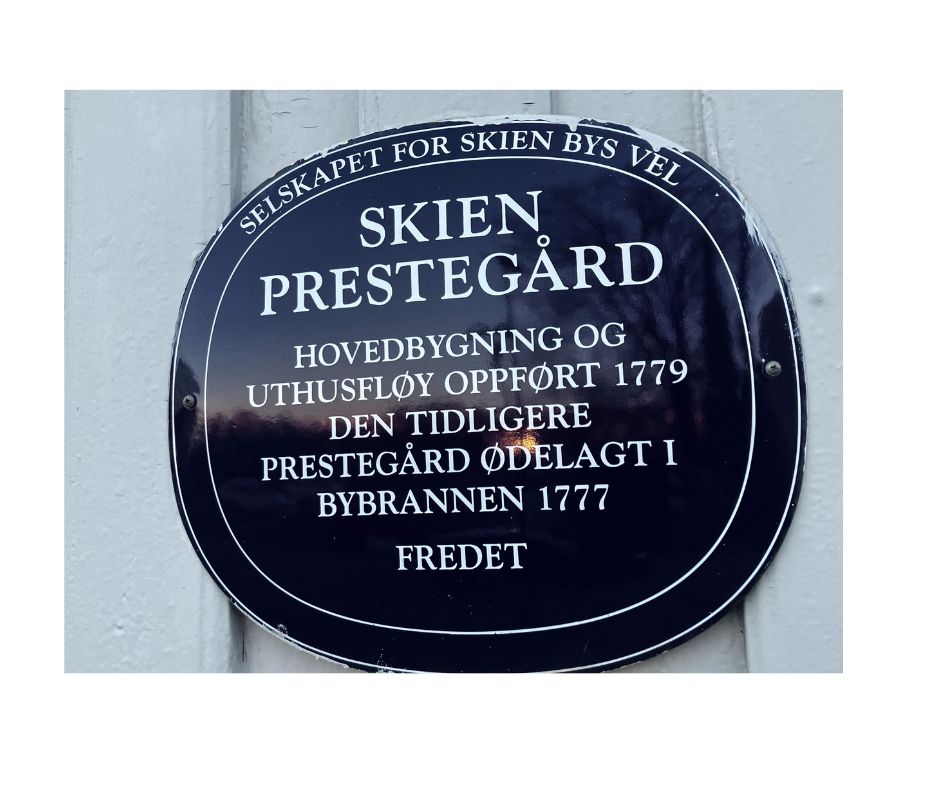 SELSKAPET FOR SKIEN BYS VEL
SKIEN
PRESTEGÅRD
HOVEDBYGNING OG
UTHUSFLØY OPPFØRT 1779
DEN TIDLIGERE
PRESTEGÅRD ØDELAGT I
BYBRANNEN 1777
FREDET